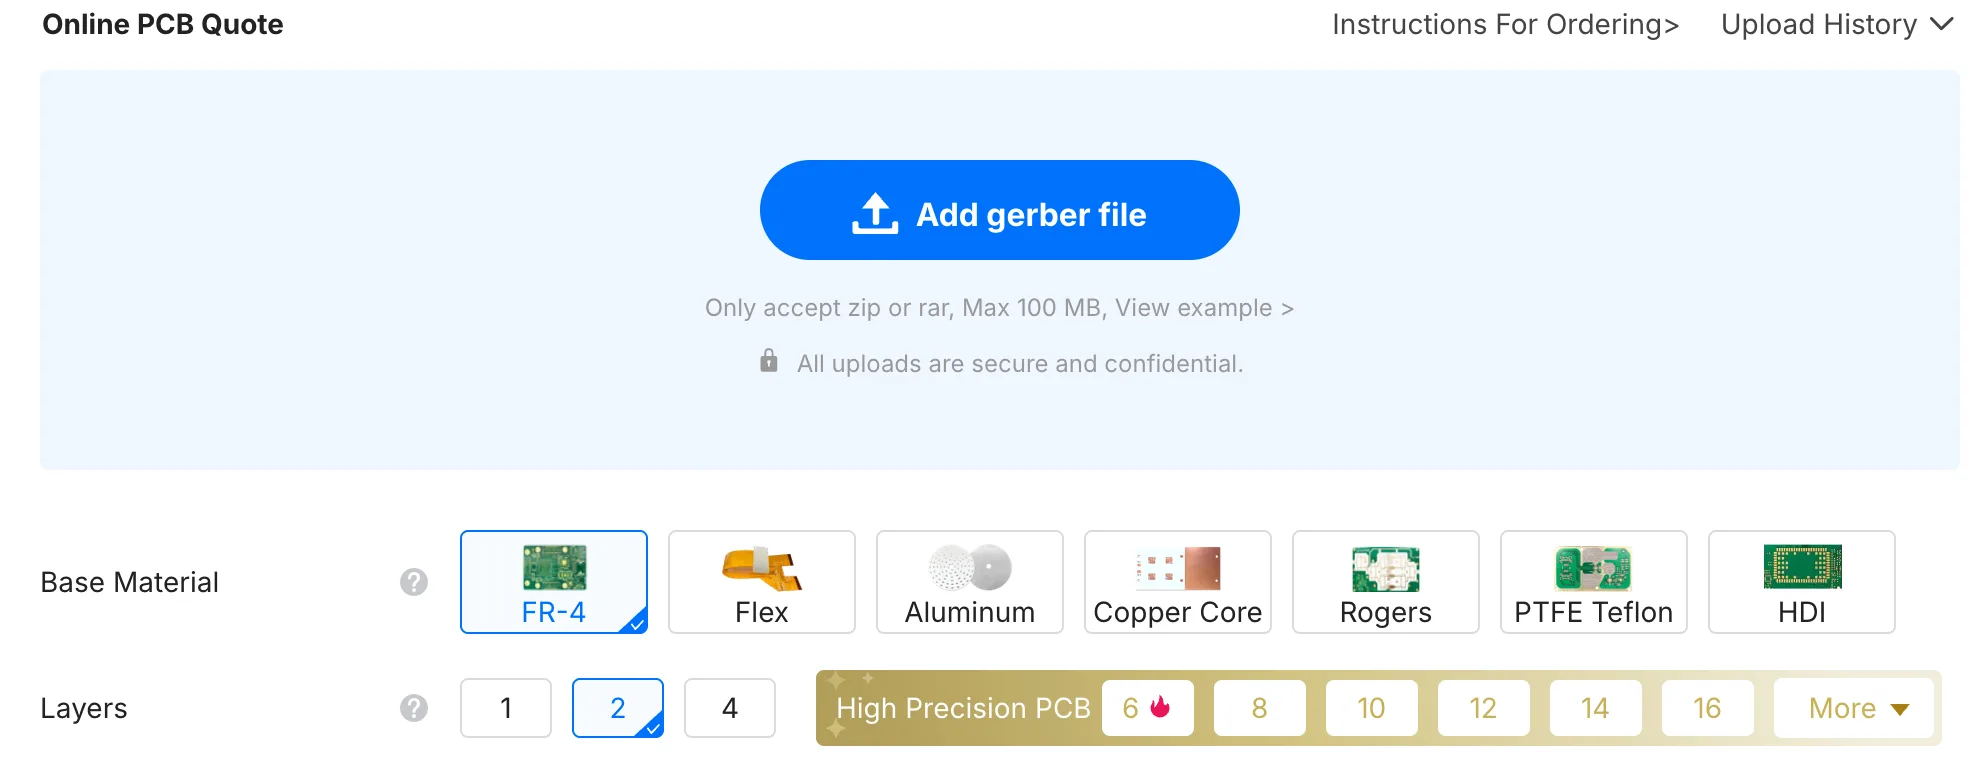 Online PCB Quote
Instructions For Ordering> Upload History
Add gerber file
Only accept zip or rar, Max 100 MB, View example >
All uploads are secure and confidential.
Base Material ? FR-4 Flex Aluminum Copper Core Rogers PTFE Teflon HDI
Layers ? 1 2 4 High Precision PCB 6 8 10 12 14 16 More